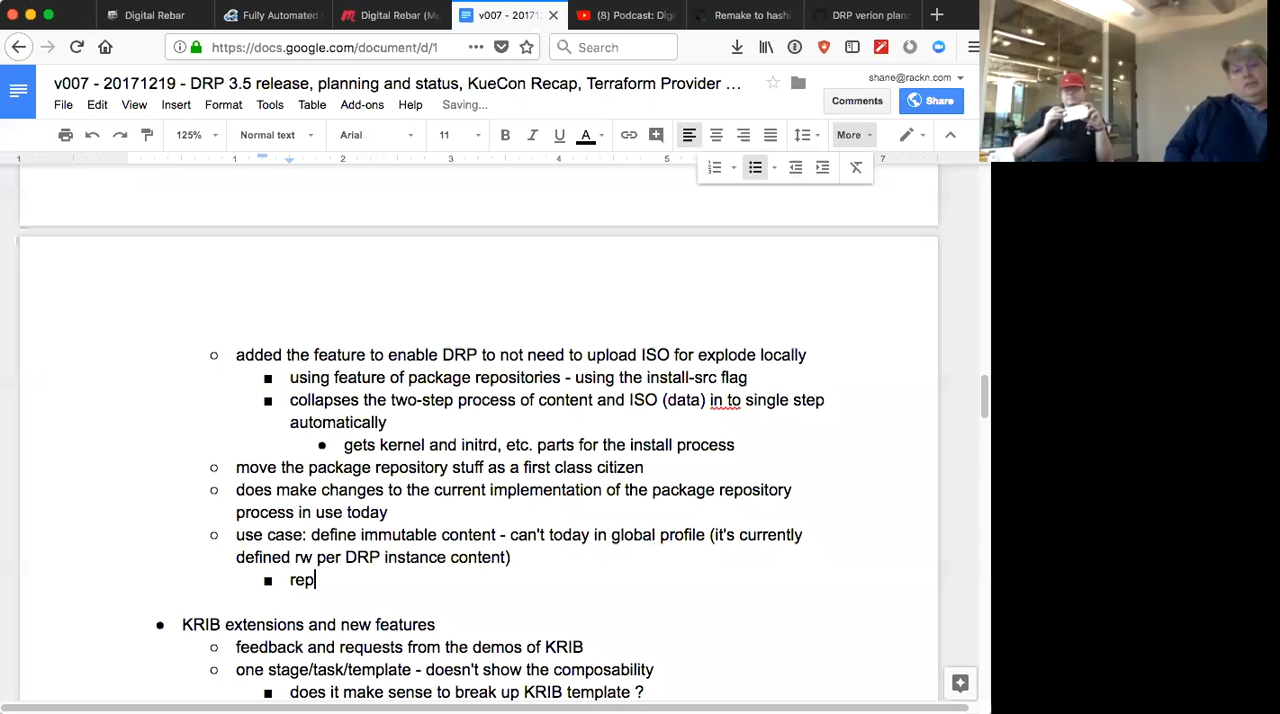 Digital Rebar
Fully Automated
Digital Rebar (Mu
v007 - 20171
(8) Podcast: Digi
Remake to hashi
DRP verion plan
https://docs.google.com/document/d/1
Search
v007 - 20171219 - DRP 3.5 release, planning and status, KueCon Recap, Terraform Provider ...
shane@rackn.com
File Edit View Insert Format Tools Table Add-ons Help Saving...
Comments
Share
125% Normal text Arial 11 B I U A More
1 1 2 3 4 5 7
added the feature to enable DRP to not need to upload ISO for explode locally
using feature of package repositories - using the install-src flag
collapses the two-step process of content and ISO (data) in to single step
automatically
gets kernel and initrd, etc. parts for the install process
move the package repository stuff as a first class citizen
does make changes to the current implementation of the package repository
process in use today
use case: define immutable content - can't today in global profile (it's currently
defined rw per DRP instance content)
rep
KRIB extensions and new features
feedback and requests from the demos of KRIB
one stage/task/template - doesn't show the composability
does it make sense to break up KRIB template ?